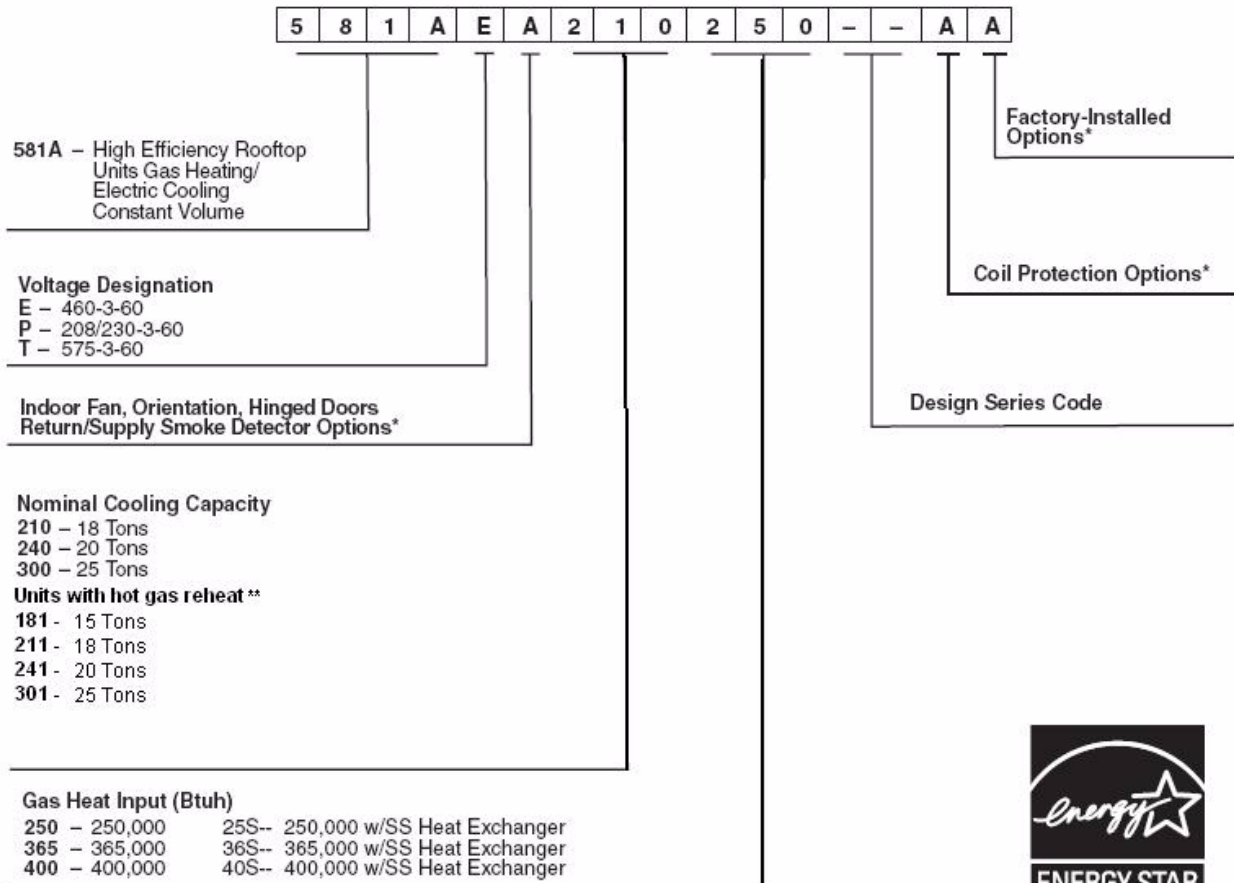 5 8 1 A E A 2 1 0 2 5 0 – – A A
Factory-Installed
Options*
581A – High Efficiency Rooftop
Units Gas Heating/
Electric Cooling
Constant Volume
Coil Protection Options*
Voltage Designation
E – 460-3-60
P – 208/230-3-60
T – 575-3-60
Design Series Code
Indoor Fan, Orientation, Hinged Doors
Return/Supply Smoke Detector Options*
Nominal Cooling Capacity
210 – 18 Tons
240 – 20 Tons
300 – 25 Tons
Units with hot gas reheat **
181 - 15 Tons
211 - 18 Tons
241 - 20 Tons
301 - 25 Tons
Gas Heat Input (Btuh)
250 – 250,000 25S-- 250,000 w/SS Heat Exchanger
365 – 365,000 36S-- 365,000 w/SS Heat Exchanger
400 – 400,000 40S-- 400,000 w/SS Heat Exchanger
energy
ENERGY STAR